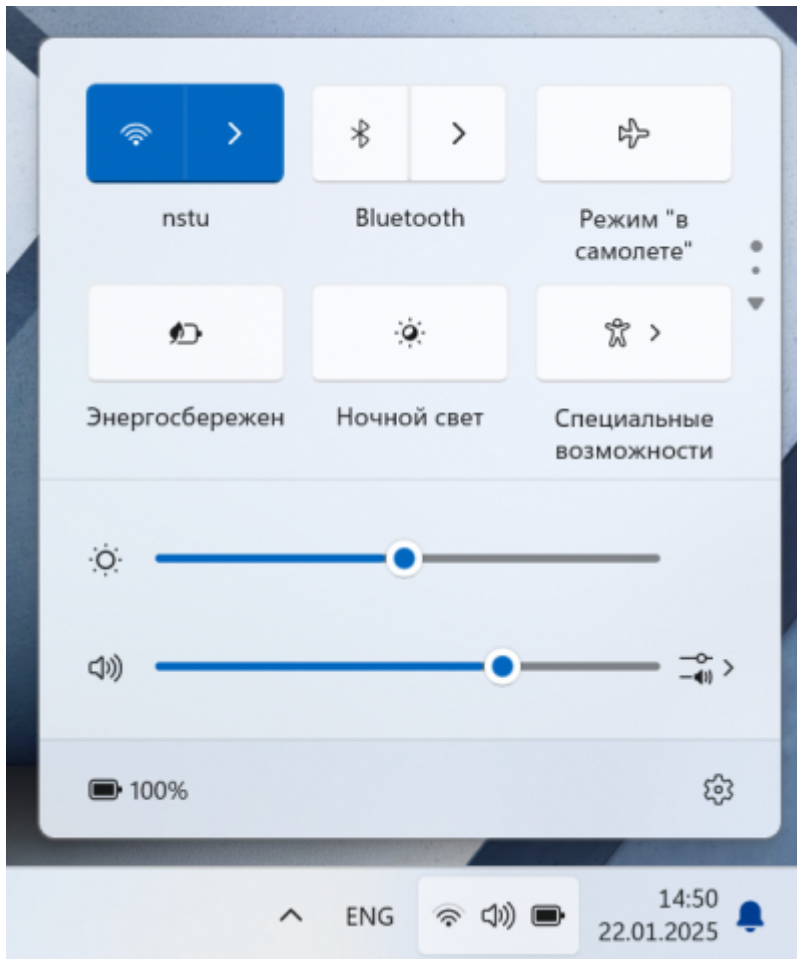 nstu
Bluetooth
Режим "в
самолете"
Энергосбережен
Ночной свет
Специальные
возможности
100%
ENG
14:50
22.01.2025